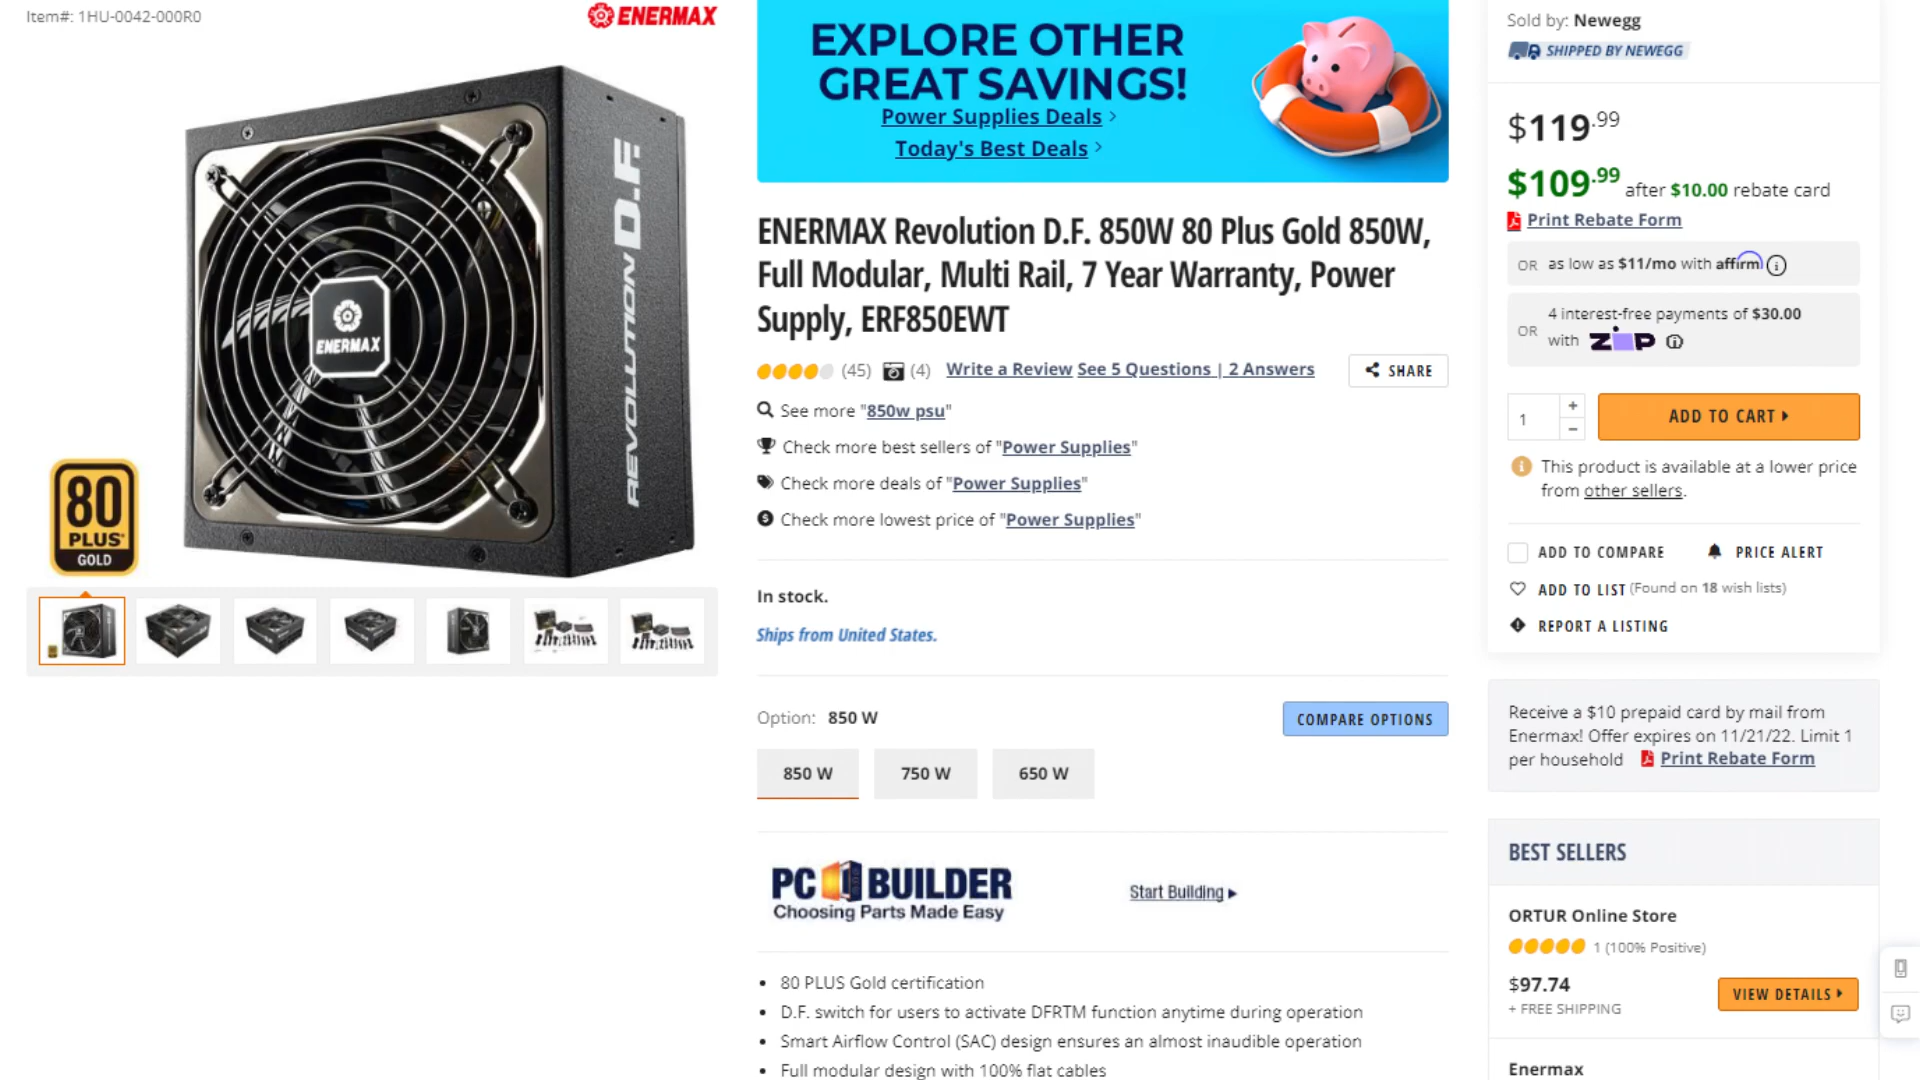 Item#: 1HU-0042-000R0
ENERMAX
REVOLUTION D.F.
ENERMAX
80
PLUS
GOLD
EXPLORE OTHER
GREAT SAVINGS!
Power Supplies Deals
Today's Best Deals
ENERMAX Revolution D.F. 850W 80 Plus Gold 850W,
Full Modular, Multi Rail, 7 Year Warranty, Power
Supply, ERF850EWT
(45) (4) Write a Review See 5 Questions | 2 Answers SHARE
See more "850w psu"
Check more best sellers of "Power Supplies"
Check more deals of "Power Supplies"
Check more lowest price of "Power Supplies"
In stock.
Ships from United States.
Option: 850 W
COMPARE OPTIONS
850 W 750 W 650 W
PC BUILDER
Choosing Parts Made Easy
Start Building
• 80 PLUS Gold certification
• D.F. switch for users to activate DFRTM function anytime during operation
• Smart Airflow Control (SAC) design ensures an almost inaudible operation
• Full modular design with 100% flat cables
Sold by: Newegg
SHIPPED BY NEWEGG
$119.99
$109.99 after $10.00 rebate card
Print Rebate Form
OR as low as $11/mo with affirm
OR 4 interest-free payments of $30.00
with ZIP
1 + −
ADD TO CART
This product is available at a lower price
from other sellers.
ADD TO COMPARE PRICE ALERT
ADD TO LIST (Found on 18 wish lists)
REPORT A LISTING
Receive a $10 prepaid card by mail from
Enermax! Offer expires on 11/21/22. Limit 1
per household Print Rebate Form
BEST SELLERS
ORTUR Online Store
1 (100% Positive)
$97.74
+ FREE SHIPPING
VIEW DETAILS
Enermax